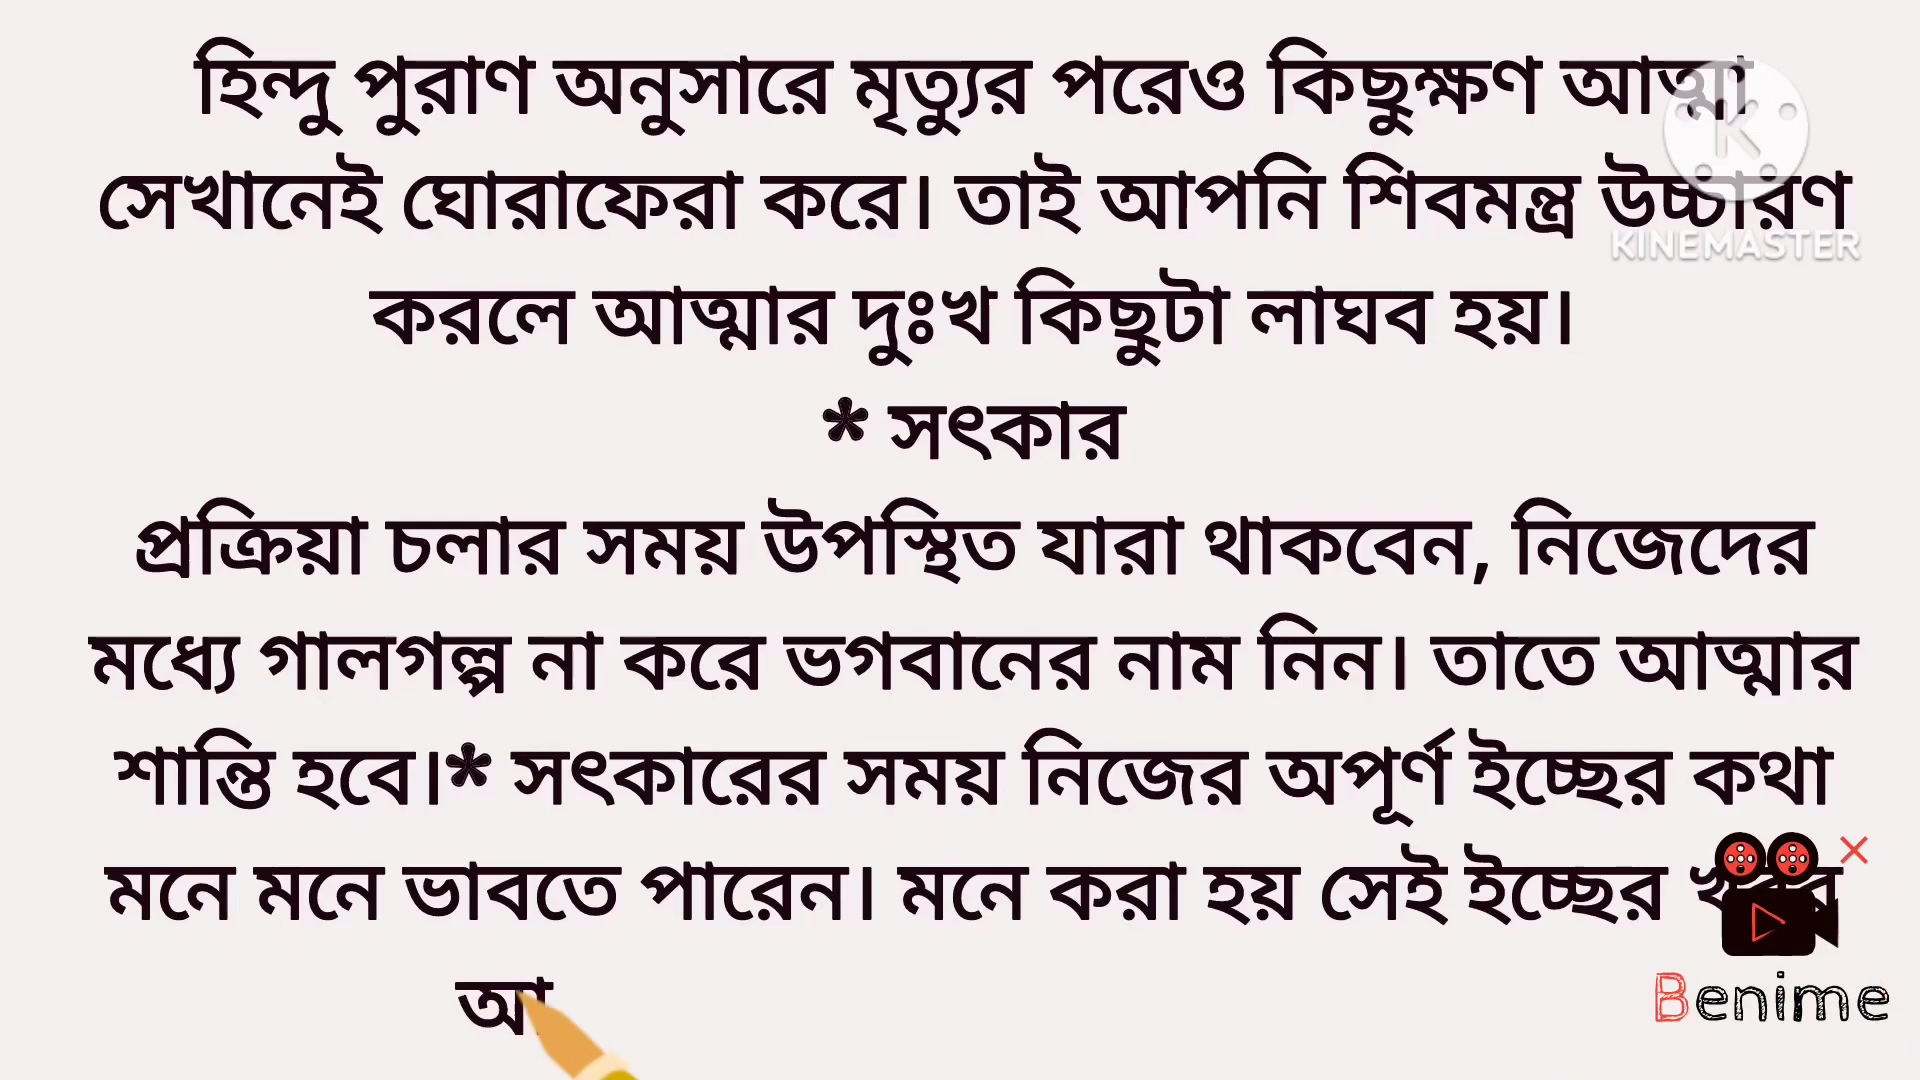 হিন্দু পুরাণ অনুসারে মৃত্যুর পরেও কিছুক্ষণ আত্মা
সেখানেই ঘোরাফেরা করে। তাই আপনি শিবমন্ত্র উচ্চারণ
করলে আত্মার দুঃখ কিছুটা লাঘব হয়।
* সৎকার
প্রক্রিয়া চলার সময় উপস্থিত যারা থাকবেন, নিজেদের
মধ্যে গালগল্প না করে ভগবানের নাম নিন। তাতে আত্মার
শান্তি হবে।* সৎকারের সময় নিজের অপূর্ণ ইচ্ছের কথা
মনে মনে ভাবতে পারেন। মনে করা হয় সেই ইচ্ছের
আ
K
KINEMASTER
Benime